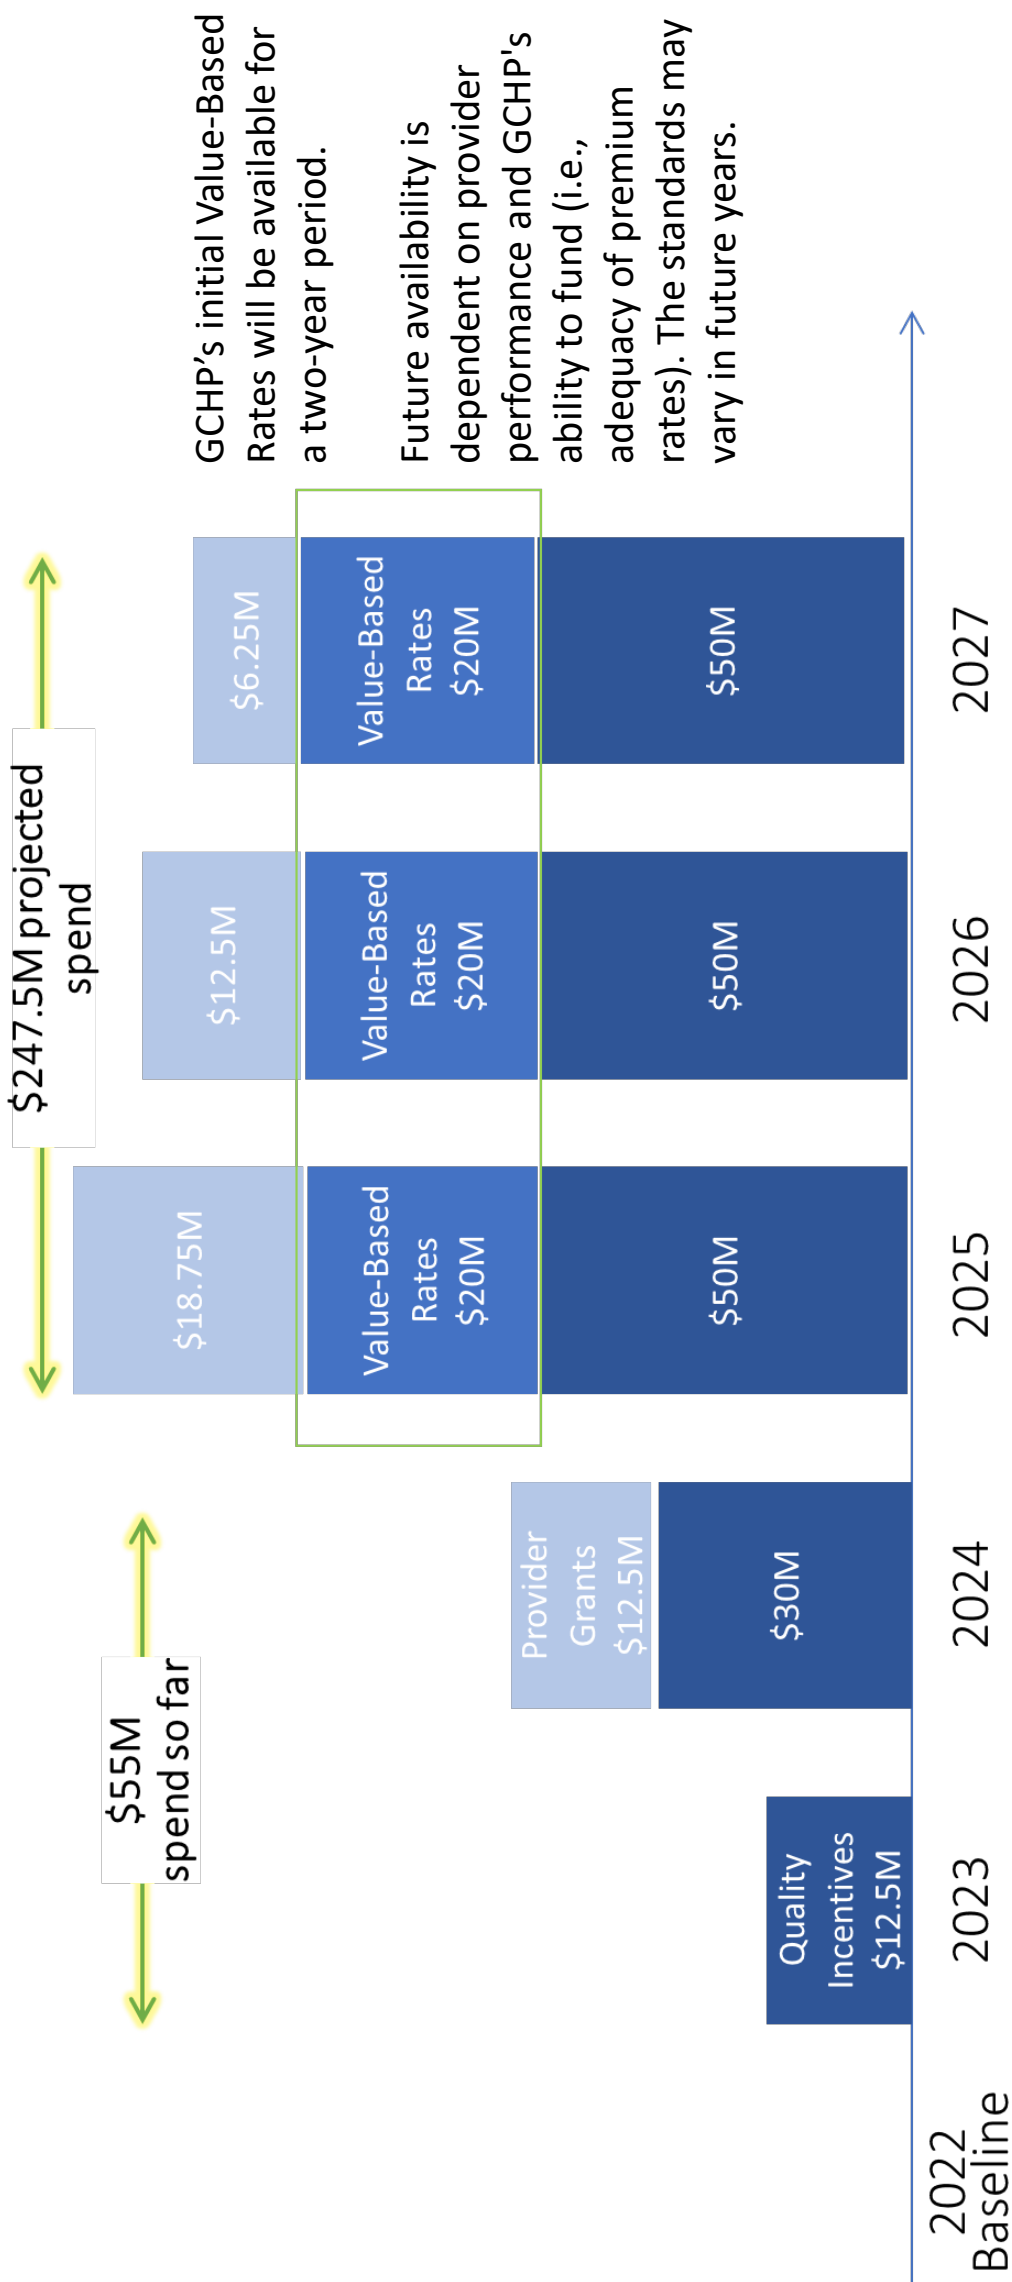 $247.5M projected
spend
$55M
spend so far
GCHP’s initial Value-Based
Rates will be available for
a two-year period.
Future availability is
dependent on provider
performance and GCHP's
ability to fund (i.e.,
adequacy of premium
rates). The standards may
vary in future years.
Quality
Incentives
$12.5M
Provider
Grants
$12.5M
$30M
$18.75M
Value-Based
Rates
$20M
$50M
$12.5M
Value-Based
Rates
$20M
$50M
$6.25M
Value-Based
Rates
$20M
$50M
2022
Baseline
2023
2024
2025
2026
2027